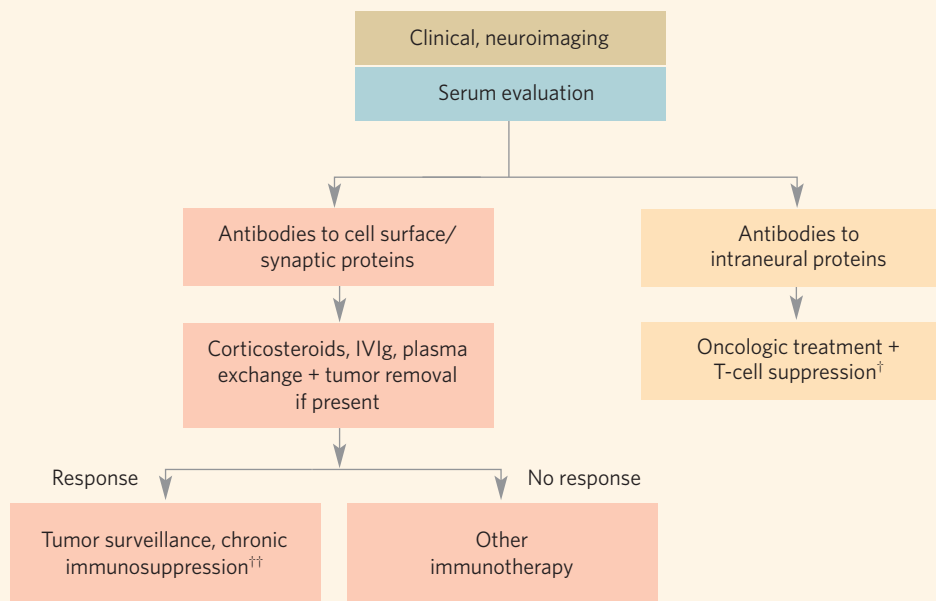 Clinical, neuroimaging
Serum evaluation
Antibodies to cell surface/
synaptic proteins
Antibodies to
intraneural proteins
Corticosteroids, IVIg, plasma
exchange + tumor removal
if present
Oncologic treatment +
T-cell suppression†
Response
No response
Tumor surveillance, chronic
immunosuppression††
Other
immunotherapy